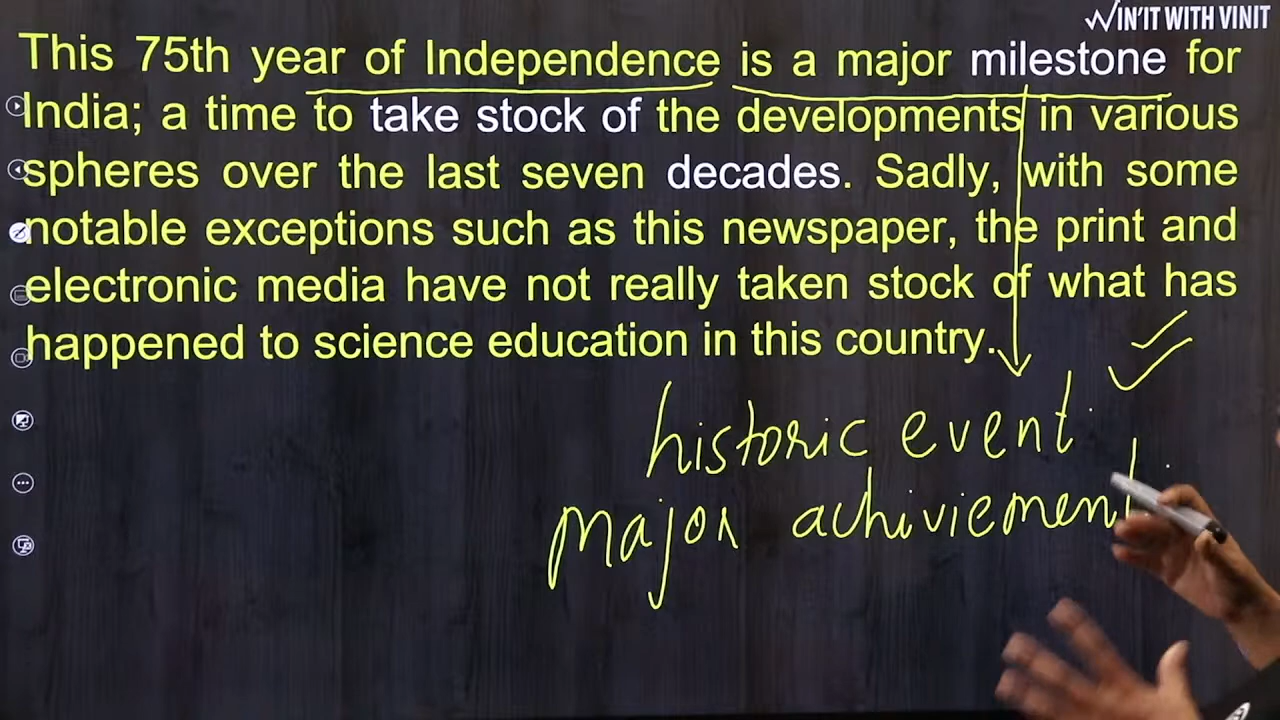 WIN'IT WITH VINIT
This 75th year of Independence is a major milestone for
India; a time to take stock of the developments in various
spheres over the last seven decades. Sadly, with some
notable exceptions such as this newspaper, the print and
electronic media have not really taken stock of what has
happened to science education in this country.
historic event
Major achiviement